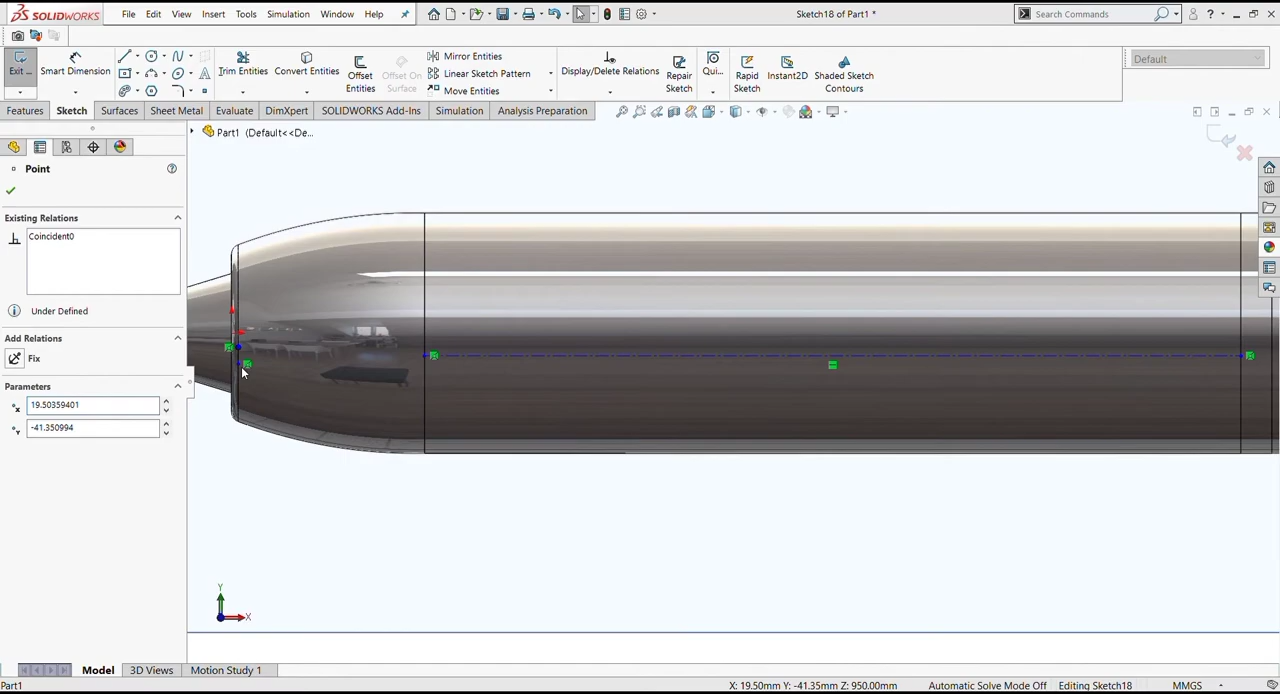 SOLIDWORKS File Edit View Insert Tools Simulation Window Help Sketch18 of Part1 * Search Commands
Exit ... Smart Dimension Trim Entities Convert Entities Offset Entities Offset On Surface Mirror Entities Linear Sketch Pattern Move Entities Display/Delete Relations Repair Sketch Qui... Rapid Sketch Instant2D Shaded Sketch Contours Default
Features Sketch Surfaces Sheet Metal Evaluate DimXpert SOLIDWORKS Add-Ins Simulation Analysis Preparation
Part1 (Default<<De...
Point
Existing Relations
Coincident0
Under Defined
Add Relations
Fix
Parameters
19.50359401
-41.350994
Y
X
Model 3D Views Motion Study 1
Part1 X: 19.50mm Y: -41.35mm Z: 950.00mm Automatic Solve Mode Off Editing Sketch18 MMGS